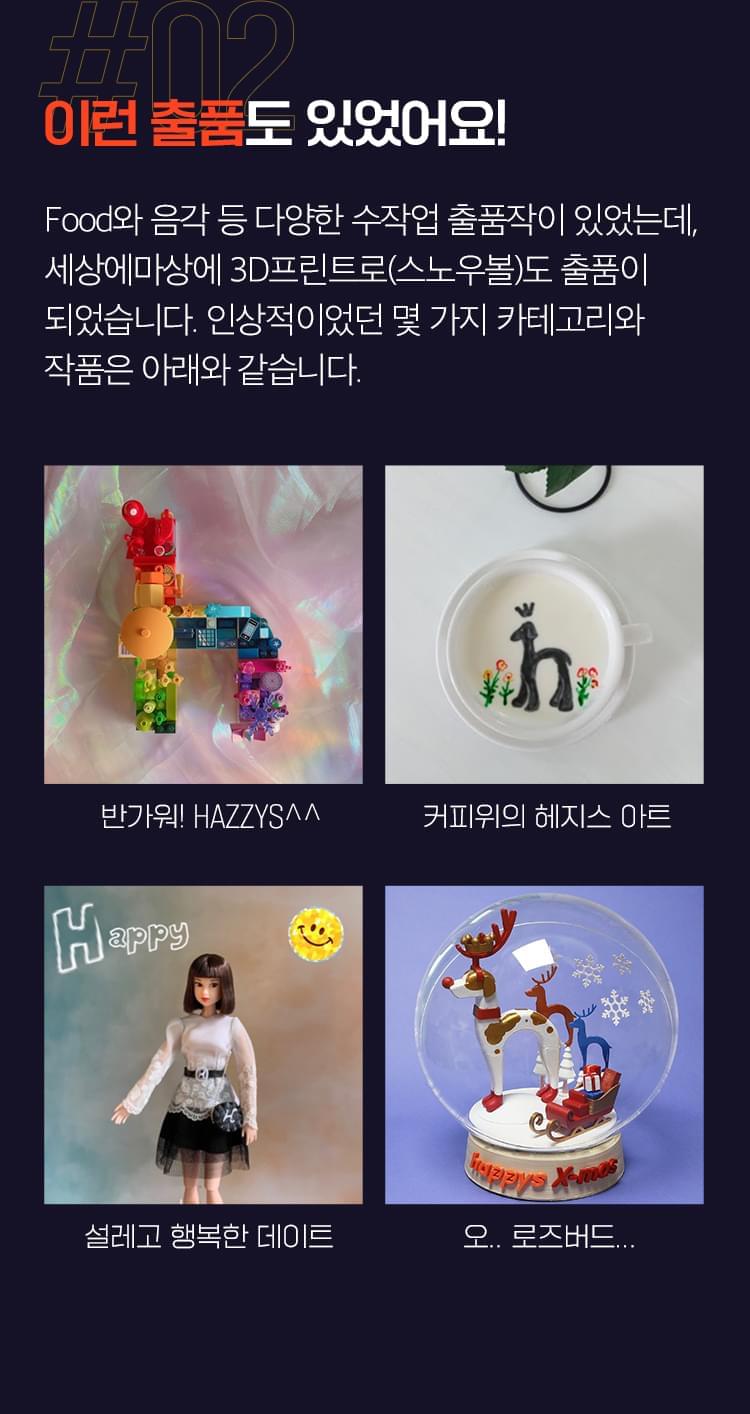 #02
이런 출품도 있었어요!
Food와 음각 등 다양한 수작업 출품작이 있었는데,
세상에마상에 3D프린트로(스노우볼)도 출품이
되었습니다. 인상적이었던 몇 가지 카테고리와
작품은 아래와 같습니다.
반가워! HAZZYS^^
커피위의 헤지스 아트
Happy
H
happys X-mas
설레고 행복한 데이트
오.. 로즈버드...